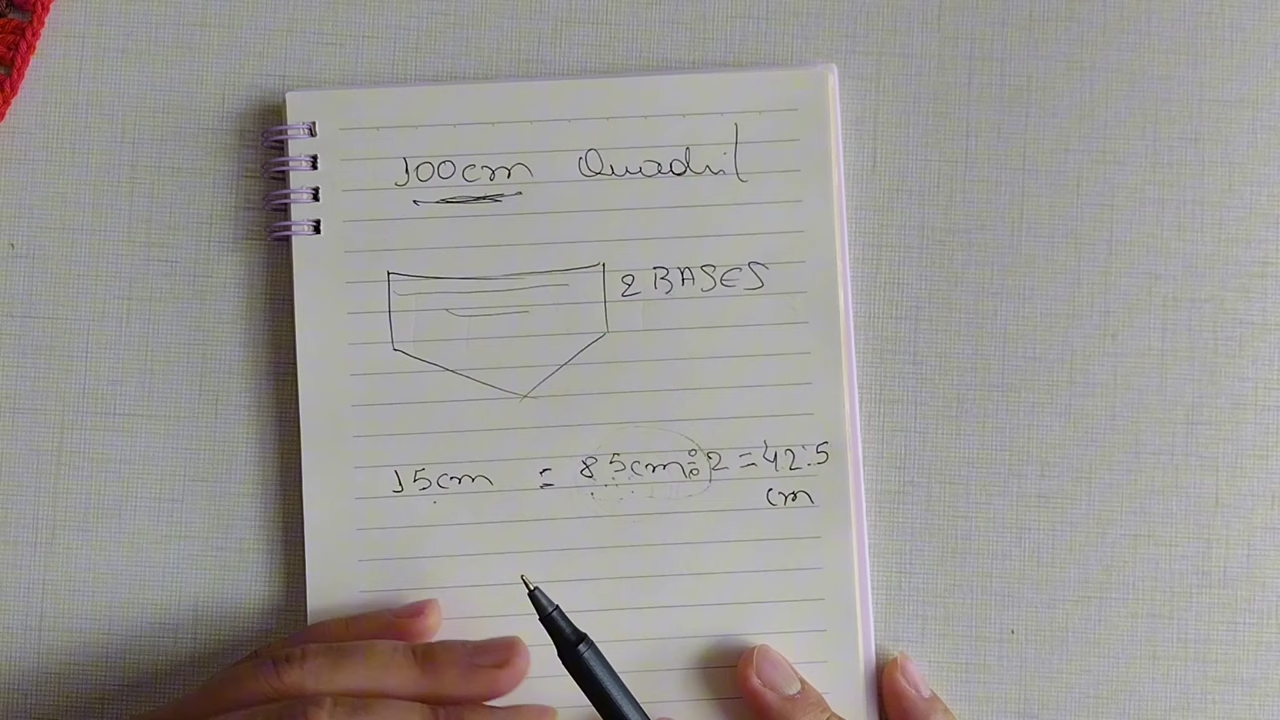 100cm Quadril
2 BASES
15cm = 85cm÷2 = 42.5
cm